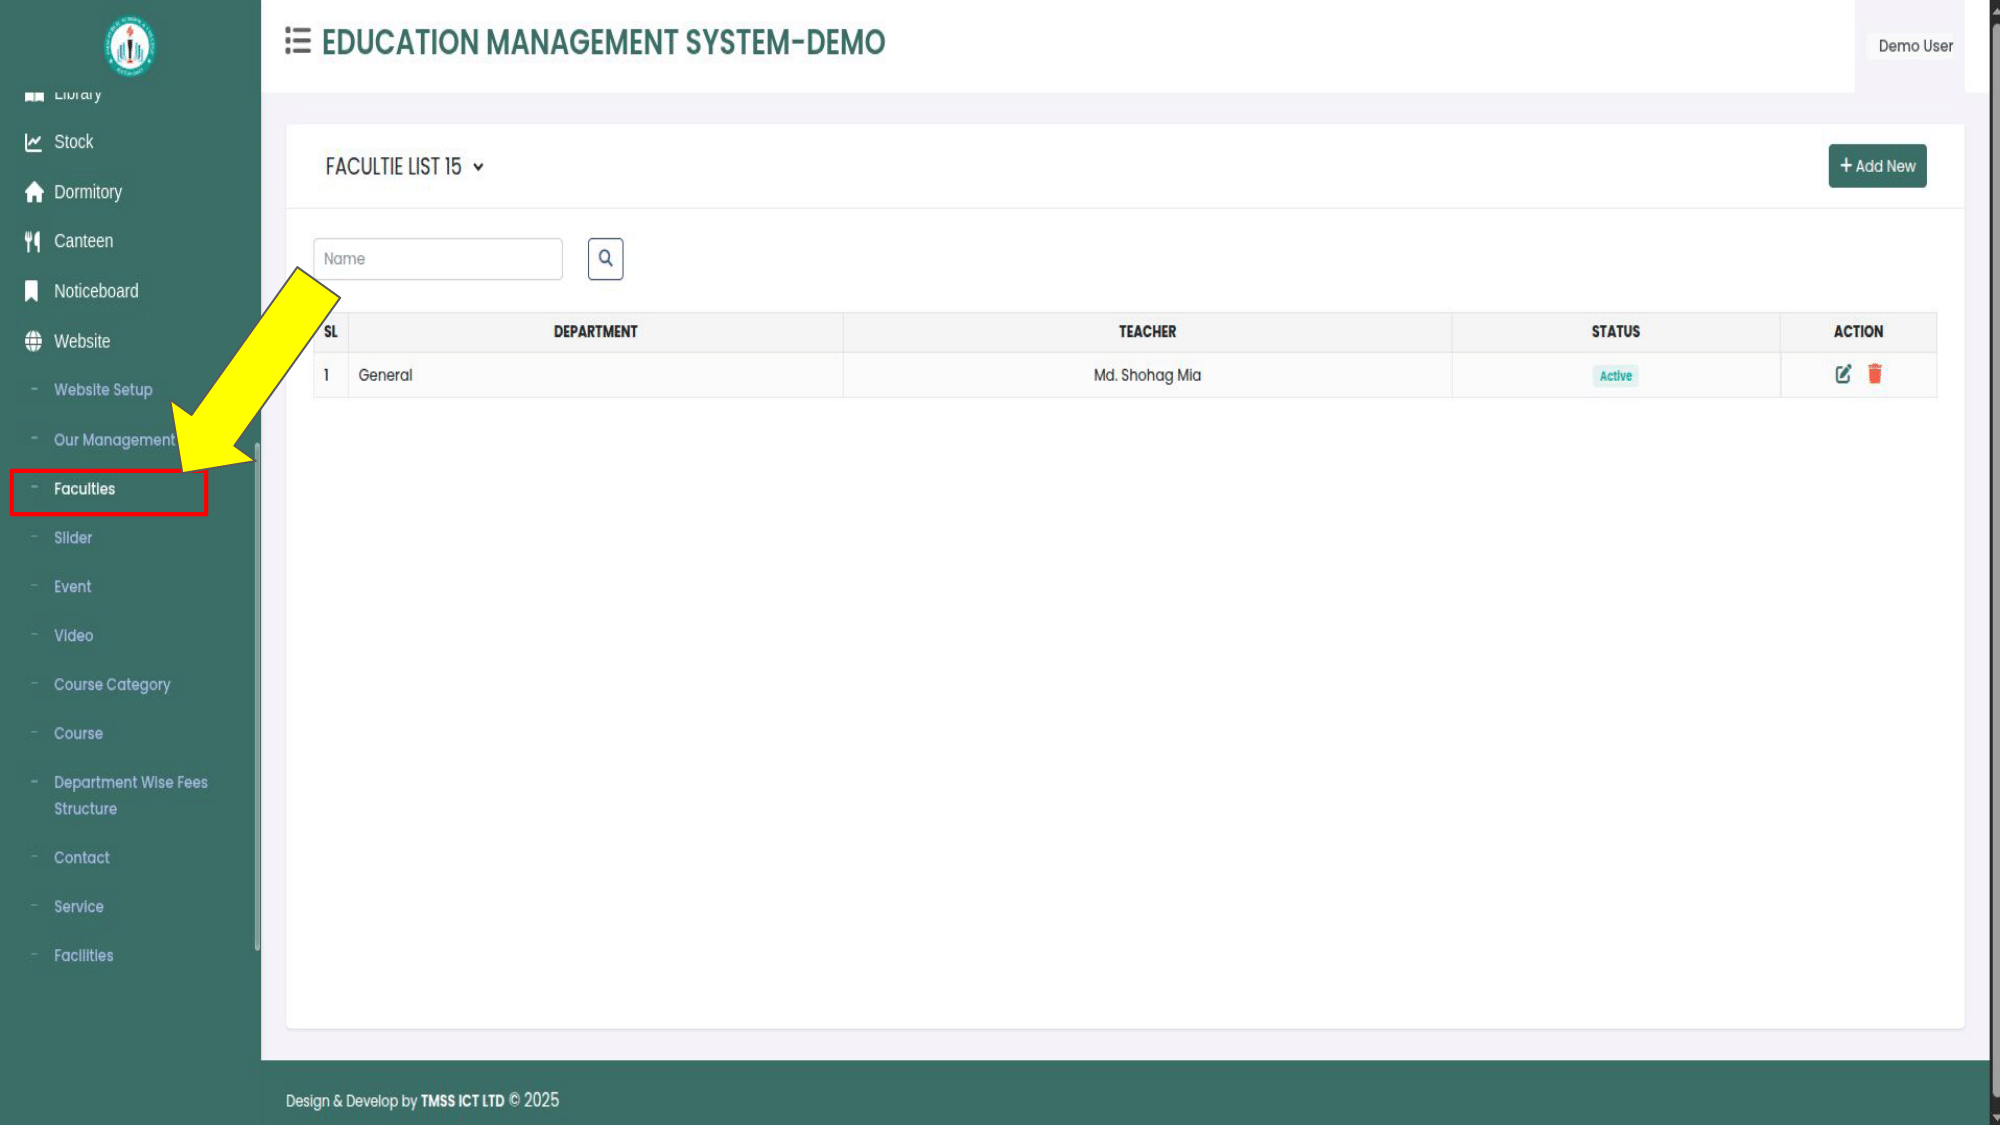 EDUCATION MANAGEMENT SYSTEM-DEMO
Demo User
Library
Stock
Dormitory
Canteen
Noticeboard
Website
- Website Setup
- Our Management
- Faculties
- Slider
- Event
- Video
- Course Category
- Course
- Department Wise Fees
Structure
- Contact
- Service
- Facilities
FACULTIE LIST 15
+ Add New
Name
SL DEPARTMENT TEACHER STATUS ACTION
1 General Md. Shohag Mia Active
Design & Develop by TMSS ICT LTD © 2025